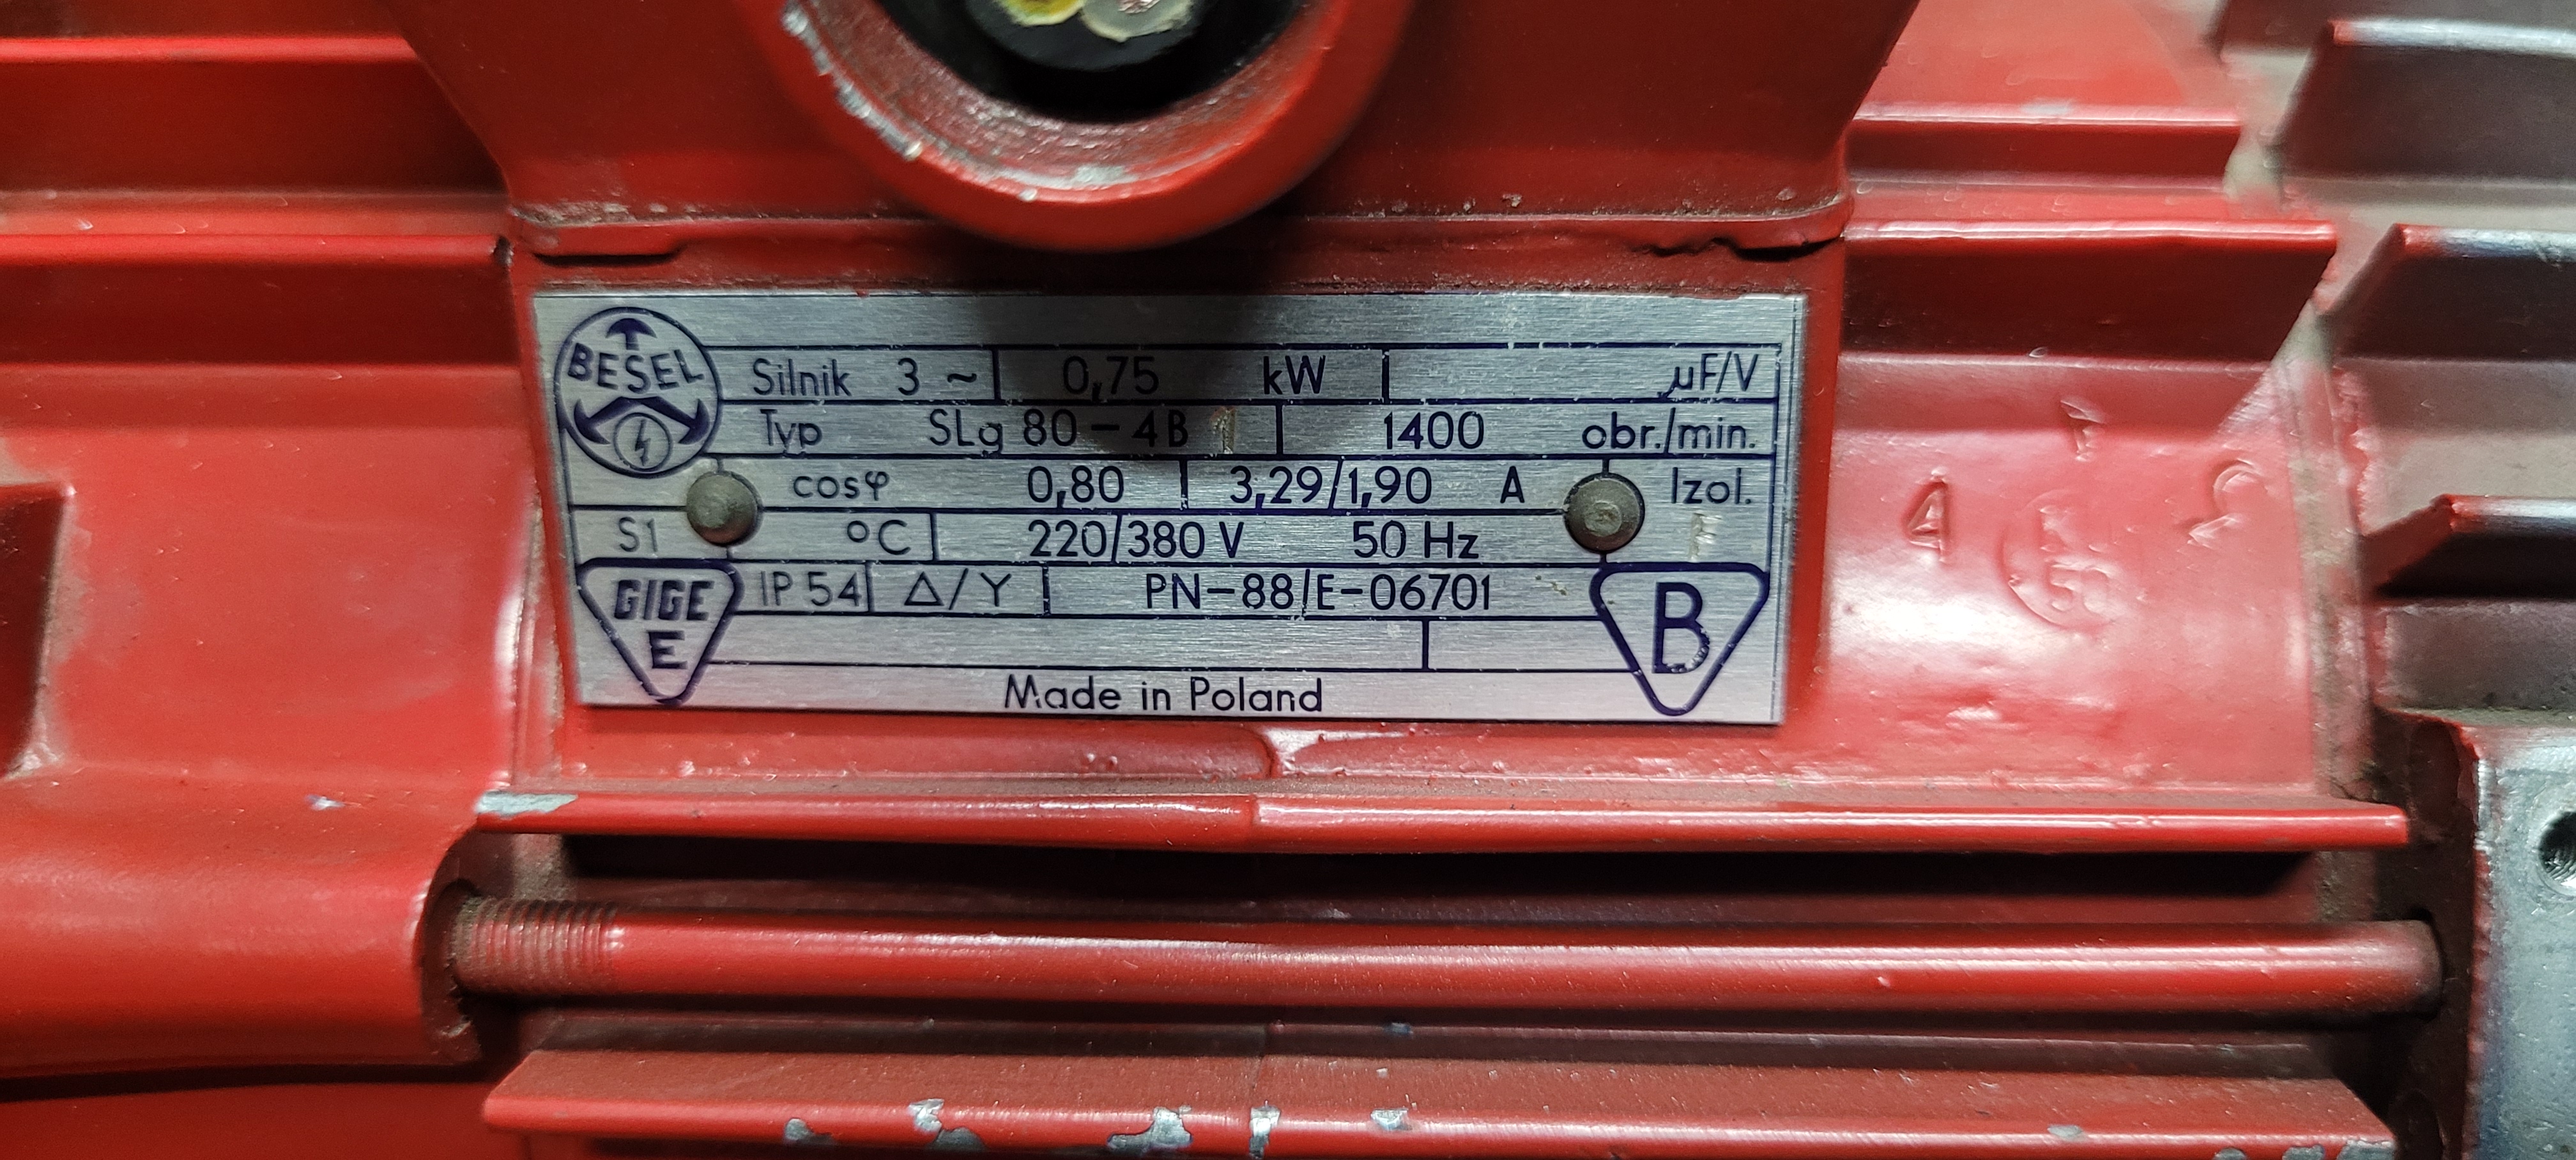 BESEL
Silnik 3 ~ 0,75 kW µF/V
Typ SLg 80-4B 1400 obr./min.
cosφ 0,80 3,29/1,90 A Izol.
S1 °C 220/380 V 50 Hz F
GIGE E IP 54 Δ/Y PN-88/E-06701 B
Made in Poland
4